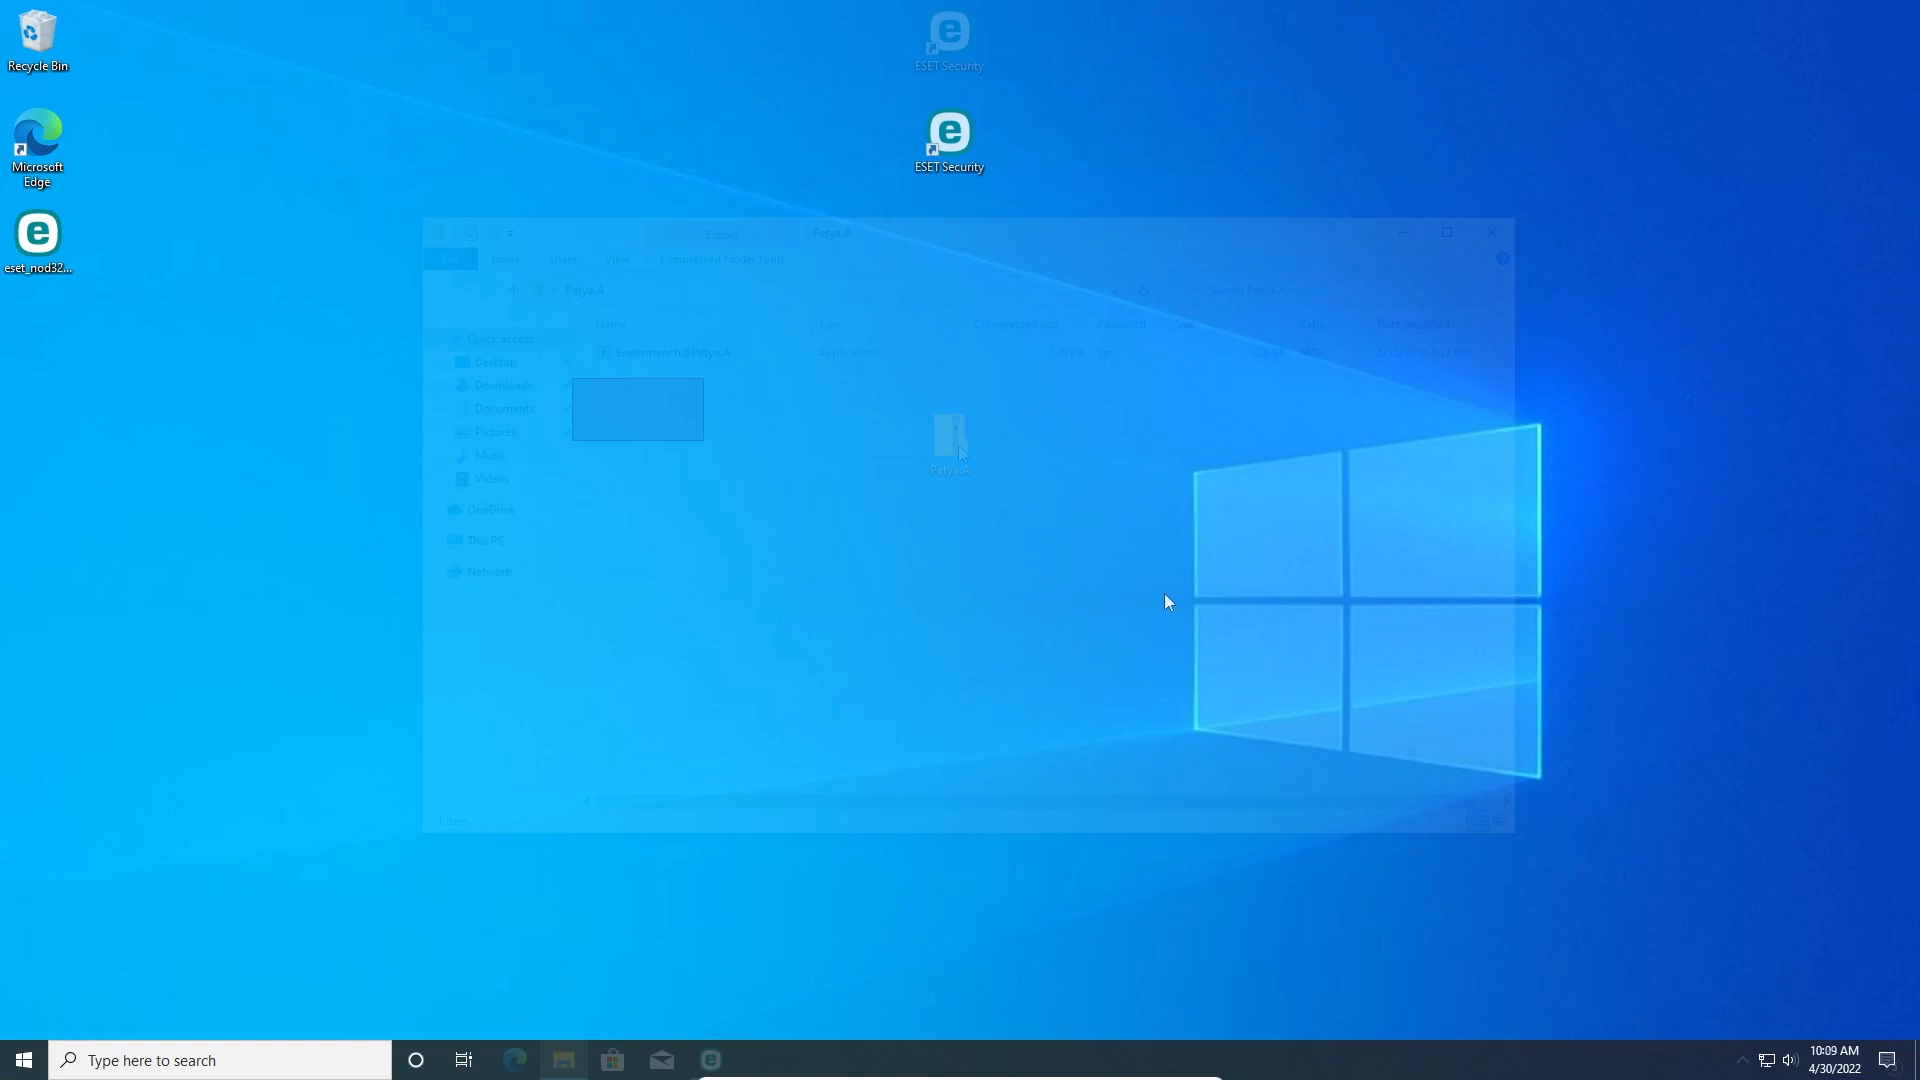 Recycle Bin
ESET Security
Microsoft
Edge
ESET Security
eset_nod32...
Extract
Petya.A
File
Home
Share
View
Compressed Folder Tools
Petya.A
Search Petya.A
Name
Type
Compressed size
Password
Size
Ratio
Date modified
Quick access
Endermanch@Petya.A
Application
Yes
Desktop
Downloads
Documents
Pictures
Music
Petya.A
Videos
OneDrive
This PC
Network
1 item
Type here to search
10:09 AM
4/30/2022